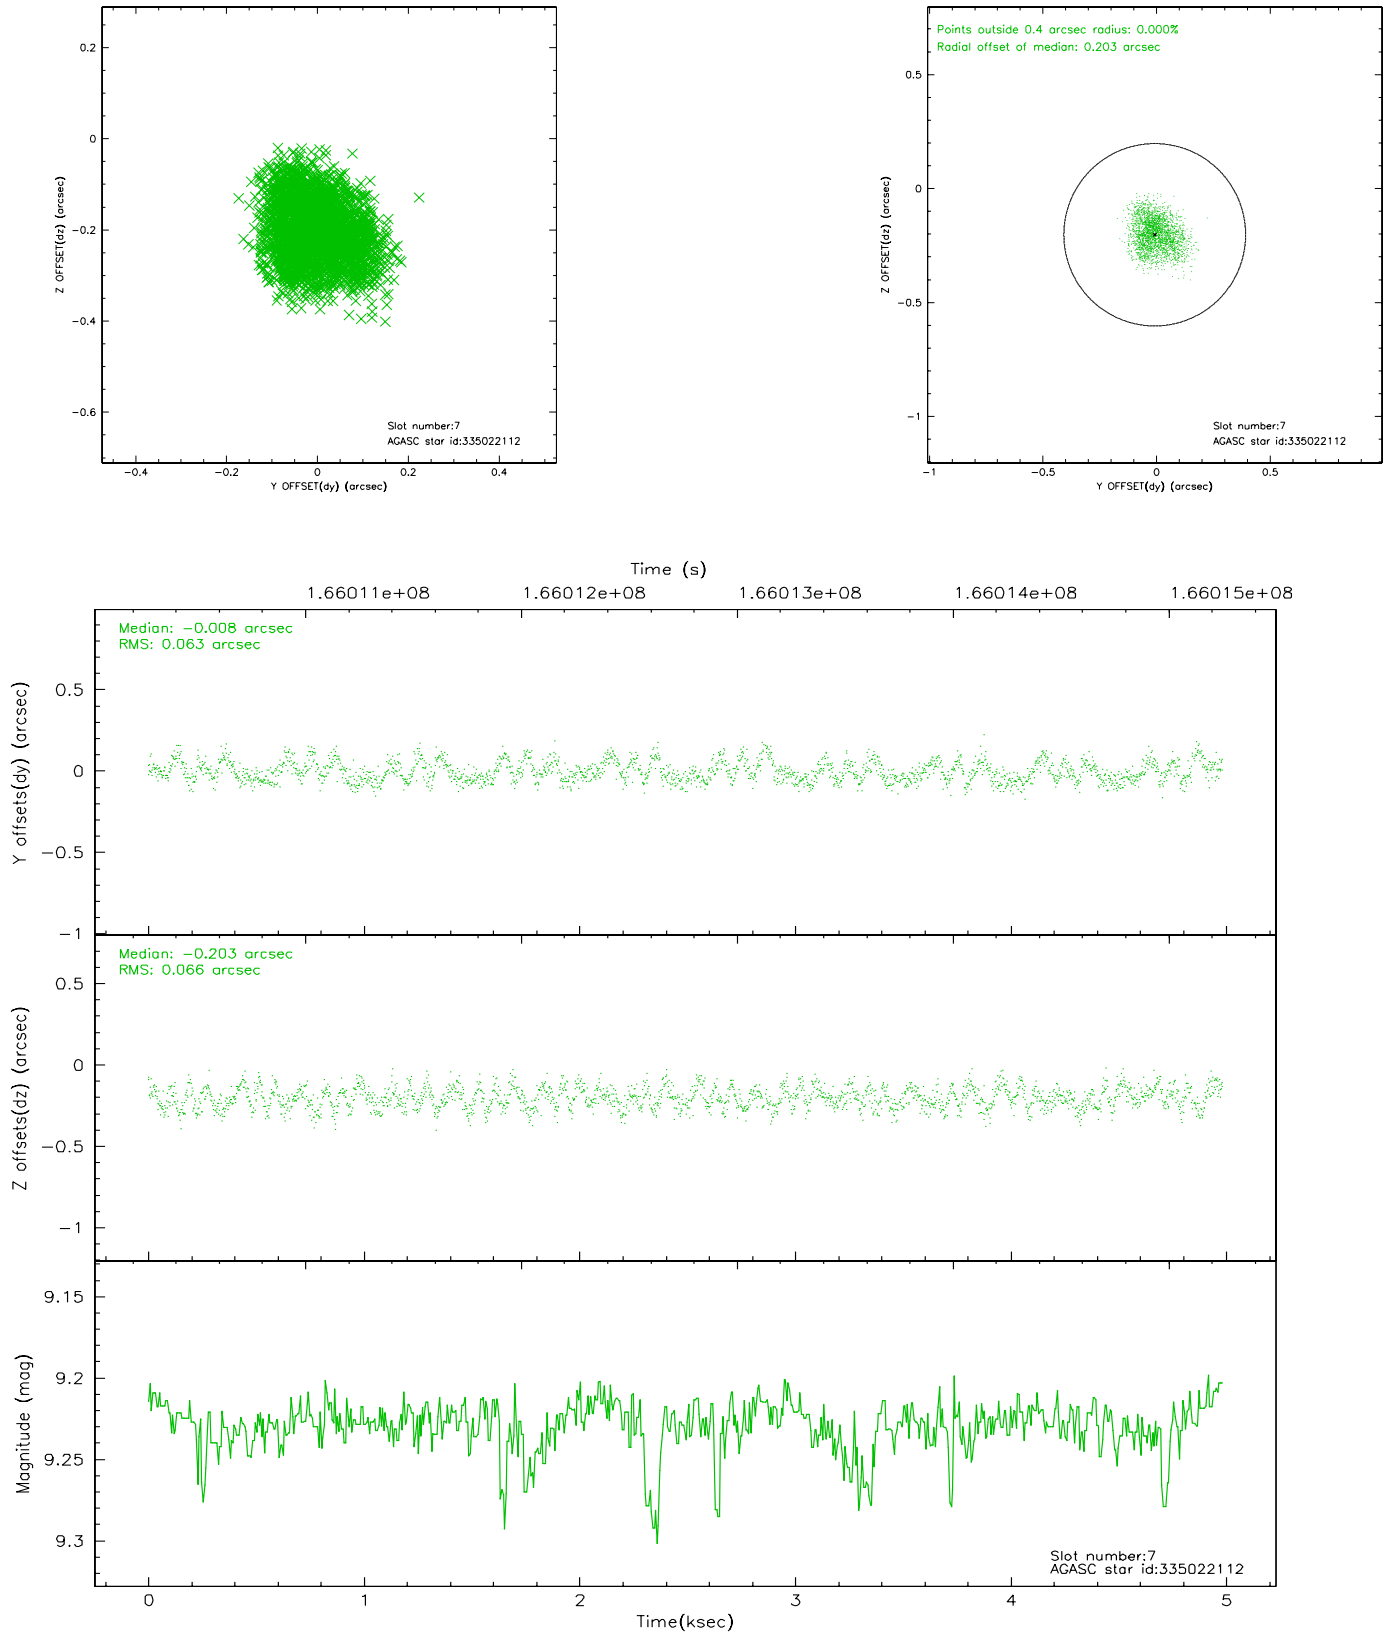 0.2
0
−0.2
−0.4
−0.6
Z OFFSET(dz) (arcsec)
Slot number:7
AGASC star id:335022112
−0.4 −0.2 0 0.2 0.4
Y OFFSET(dy) (arcsec)
Points outside 0.4 arcsec radius: 0.000%
Radial offset of median: 0.203 arcsec
0.5
0
−0.5
−1
Z OFFSET(dz) (arcsec)
Slot number:7
AGASC star id:335022112
−1 −0.5 0 0.5
Y OFFSET(dy) (arcsec)
Time (s)
1.66011e+08 1.66012e+08 1.66013e+08 1.66014e+08 1.66015e+08
Median: −0.008 arcsec
RMS: 0.063 arcsec
0.5
0
−0.5
−1
Y offsets(dy) (arcsec)
Median: −0.203 arcsec
RMS: 0.066 arcsec
0.5
0
−0.5
−1
Z offsets(dz) (arcsec)
9.15
9.2
9.25
9.3
Magnitude (mag)
Slot number:7
AGASC star id:335022112
0 1 2 3 4 5
Time(ksec)